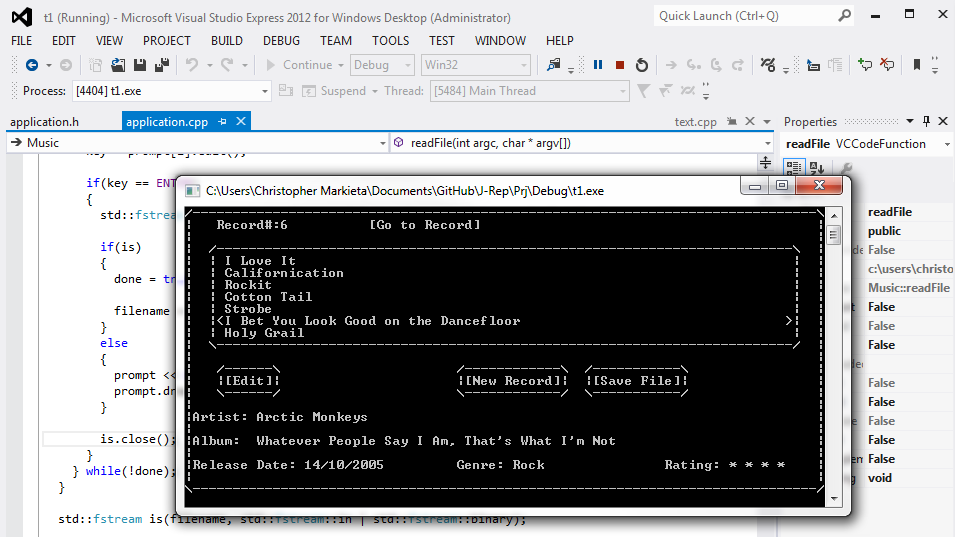 t1 (Running) - Microsoft Visual Studio Express 2012 for Windows Desktop (Administrator)
Quick Launch (Ctrl+Q)
FILE EDIT VIEW PROJECT BUILD DEBUG TEAM TOOLS TEST WINDOW HELP
Continue Debug Win32
Process: [4404] t1.exe Suspend Thread: [5484] Main Thread
application.h application.cpp text.cpp Properties
Music readFile(int argc, char * argv[]) readFile VCCodeFunction
if(key == ENT
{
std::fstream
if(is)
{
done = tr
filename
}
else
{
prompt <<
prompt.dr
}
is.close();
}
} while(!done);
}
std::fstream is(filename, std::fstream::in | std::fstream::binary);
C:\Users\Christopher Markieta\Documents\GitHub\J-Rep\Prj\Debug\t1.exe
Record#:6 [Go to Record]
I Love It
Californication
Rockit
Cotton Tail
Strobe
<I Bet You Look Good on the Dancefloor >
Holy Grail
[Edit] [New Record] [Save File]
Artist: Arctic Monkeys
Album: Whatever People Say I Am, That's What I'm Not
Release Date: 14/10/2005 Genre: Rock Rating: * * * *
readFile
public
False
c:\users\christo
Music::readFile
False
False
False
False
False
False
False
False
False
void